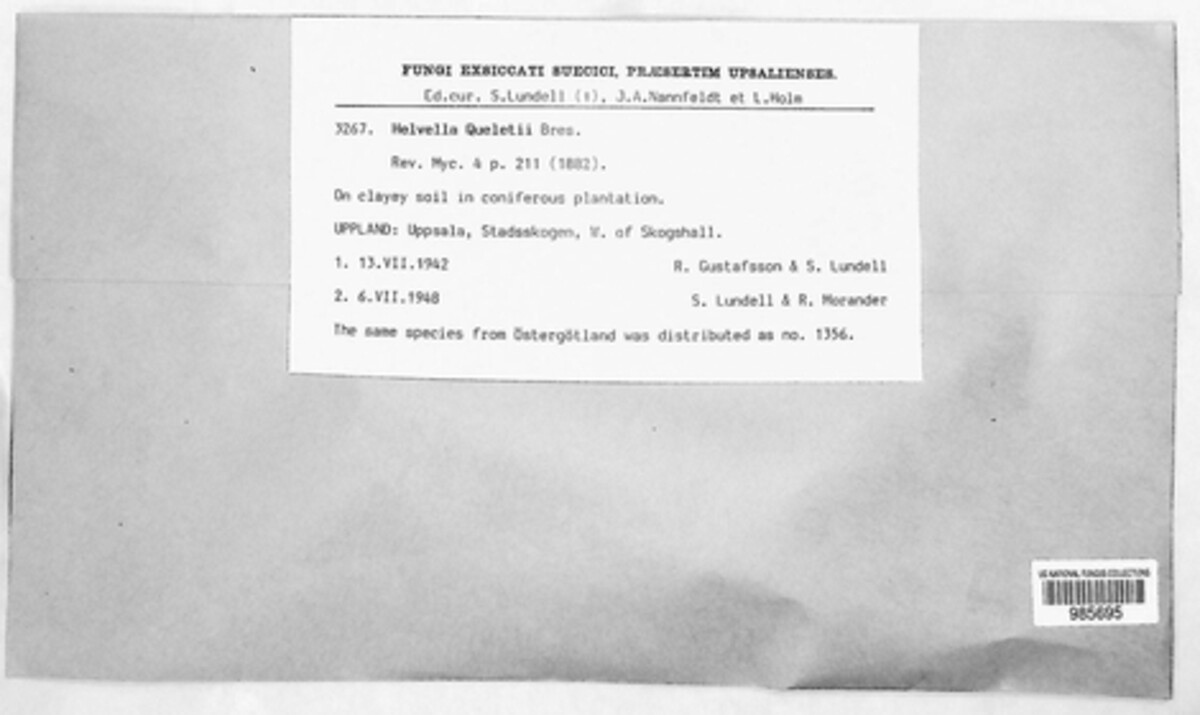 FUNGI EXSICCATI SUECICI, PRÆSERTIM UPSALIENSES.
Ed.cur. S.Lundell (†), J.A.Nannfeldt et L.Holm
3267. Helvella Queletii Bres.
Rev. Myc. 4 p. 211 (1882).
On clayey soil in coniferous plantation.
UPPLAND: Uppsala, Stadsskogen, W. of Skogshall.
1. 13.VII.1942 R. Gustafsson & S. Lundell
2. 6.VII.1948 S. Lundell & R. Morander
The same species from Östergötland was distributed as no. 1356.
US NATIONAL FUNGUS COLLECTIONS
985695